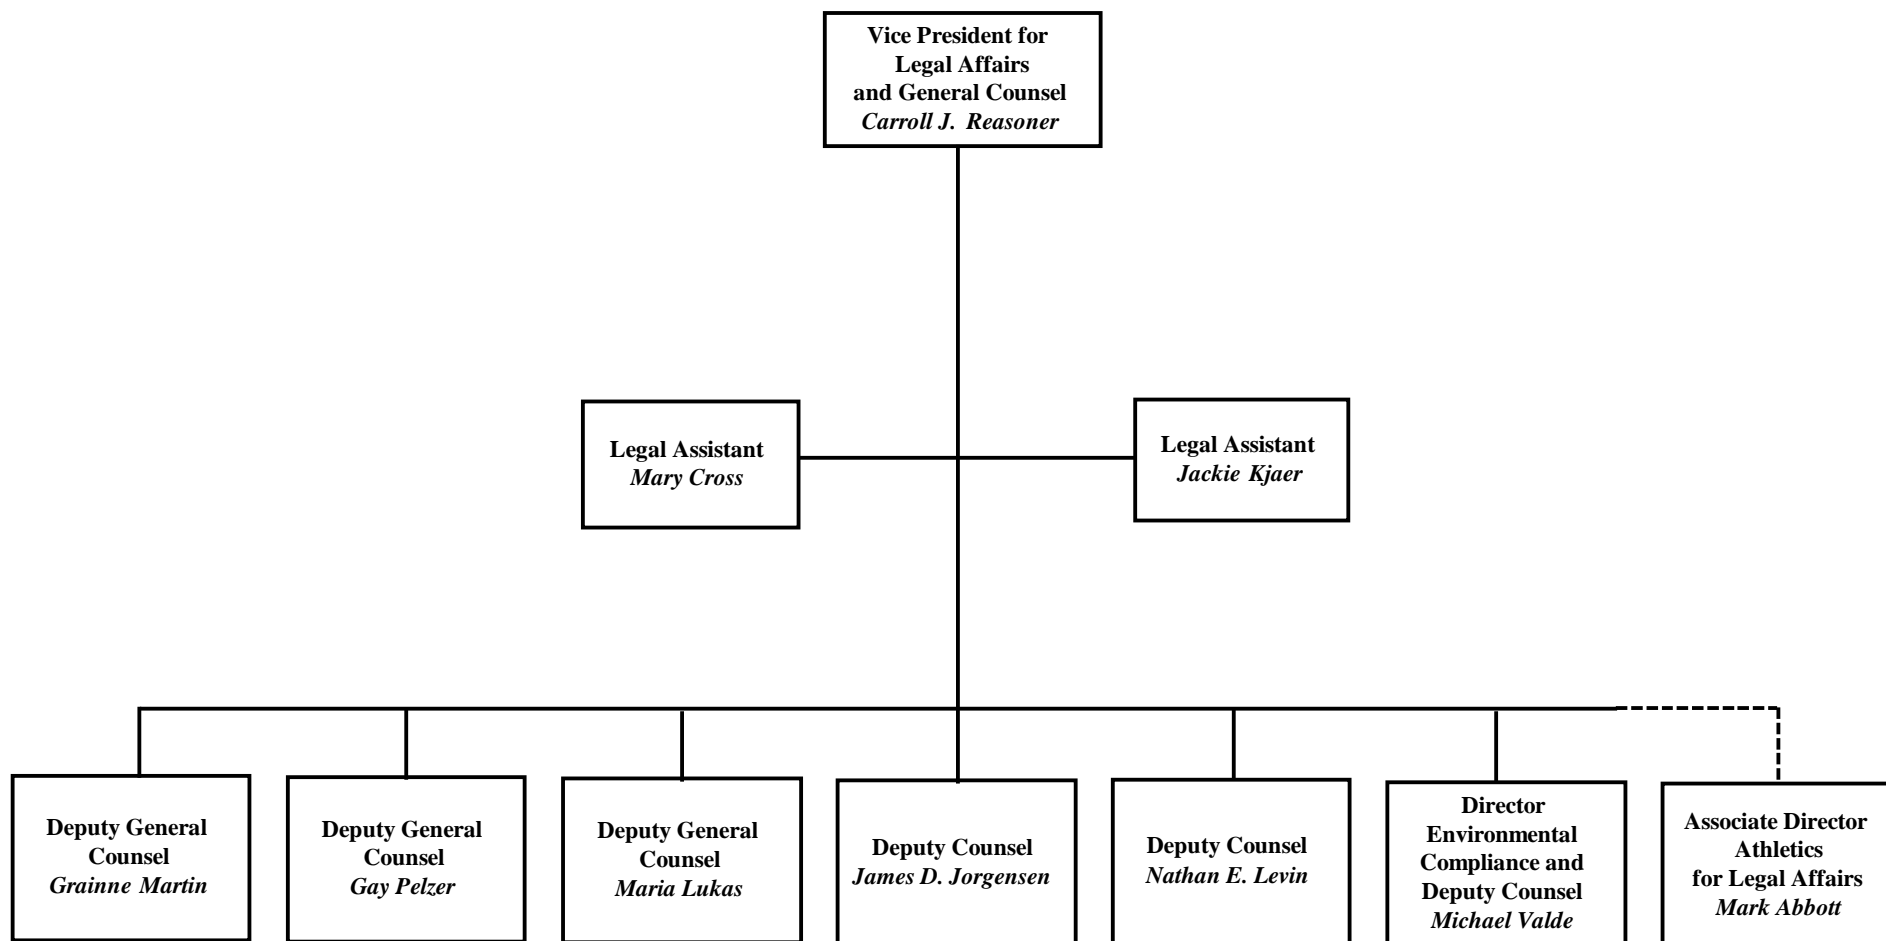 Vice President for
Legal Affairs
and General Counsel
Carroll J. Reasoner
Legal Assistant
Mary Cross
Legal Assistant
Jackie Kjaer
Deputy General
Counsel
Grainne Martin
Deputy General
Counsel
Gay Pelzer
Deputy General
Counsel
Maria Lukas
Deputy Counsel
James D. Jorgensen
Deputy Counsel
Nathan E. Levin
Director
Environmental
Compliance and
Deputy Counsel
Michael Valde
Associate Director
Athletics
for Legal Affairs
Mark Abbott